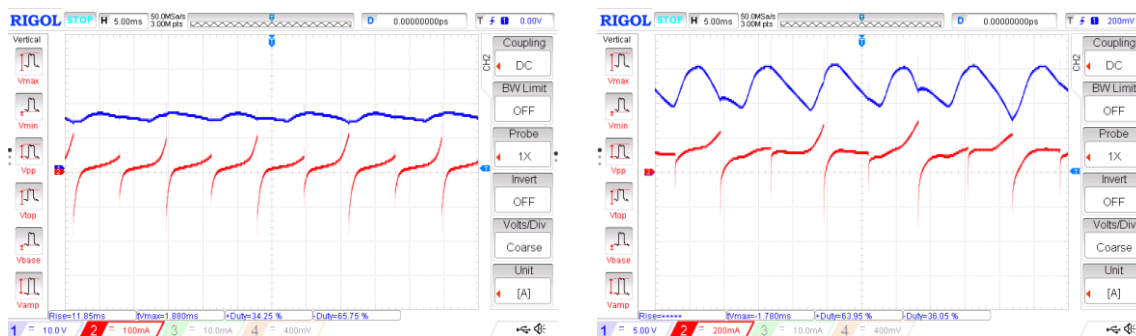 RIGOL STOP H 5.00ms 50.0MSa/s 3.00M pts D 0.00000000ps T 1 0.00V
Vertical
Vmax
Vmin
Vpp
Vtop
Vbase
Vamp
T
1
2
T
CH2
Coupling
DC
BW Limit
OFF
Probe
1X
Invert
OFF
Volts/Div
Coarse
Unit
[A]
Rise=11.85ms tVmax=1.880ms +Duty=34.25 % -Duty=65.75 %
1 = 10.0 V 2 = 100mA 3 = 10.0mA 4 = 400mV
RIGOL STOP H 5.00ms 50.0MSa/s 3.00M pts D 0.00000000ps T 1 200mV
Vertical
Vmax
Vmin
Vpp
Vtop
Vbase
Vamp
T
2
T
CH2
Coupling
DC
BW Limit
OFF
Probe
1X
Invert
OFF
Volts/Div
Coarse
Unit
[A]
Rise=***** tVmax=-1.780ms +Duty=63.95 % -Duty=36.05 %
1 = 5.00 V 2 = 200mA 3 = 10.0mA 4 = 400mV